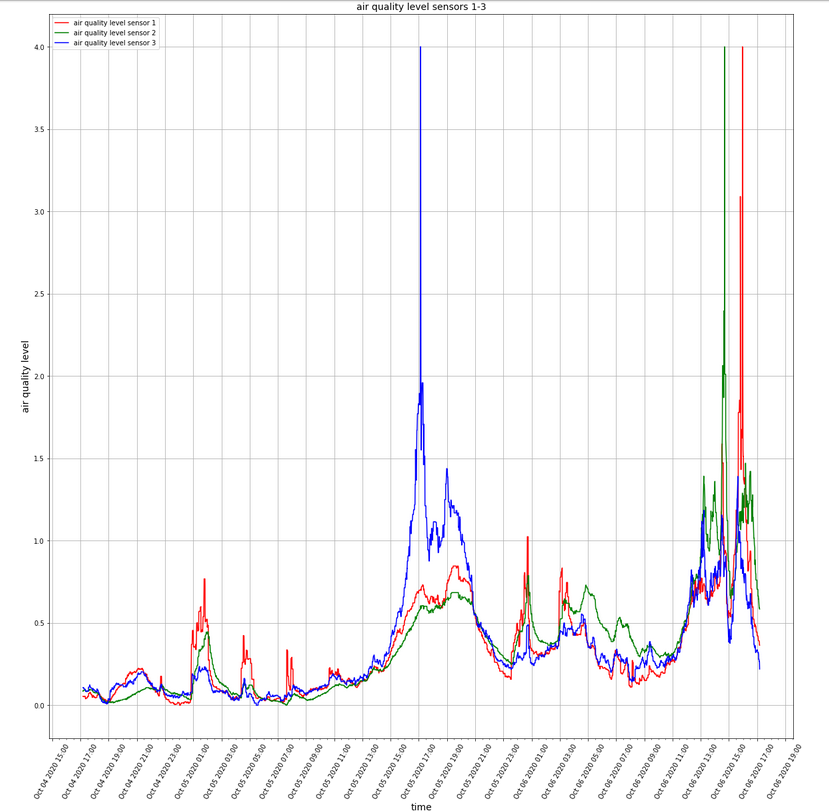 air quality level sensors 1-3
air quality level sensor 1
air quality level sensor 2
air quality level sensor 3
4.0
3.5
3.0
2.5
2.0
1.5
1.0
0.5
0.0
air quality level
Oct 04 2020 15 00
Oct 04 2020 17 00
Oct 04 2020 19 00
Oct 04 2020 21 00
Oct 04 2020 23 00
Oct 05 2020 01 00
Oct 05 2020 03 00
Oct 05 2020 05 00
Oct 05 2020 07 00
Oct 05 2020 09 00
Oct 05 2020 11 00
Oct 05 2020 13 00
Oct 05 2020 15 00
Oct 05 2020 17 00
Oct 05 2020 19 00
Oct 05 2020 21 00
Oct 05 2020 23 00
Oct 06 2020 01 00
Oct 06 2020 03 00
Oct 06 2020 05 00
Oct 06 2020 07 00
Oct 06 2020 09 00
Oct 06 2020 11 00
Oct 06 2020 13 00
Oct 06 2020 15 00
Oct 06 2020 17 00
Oct 06 2020 19 00
time